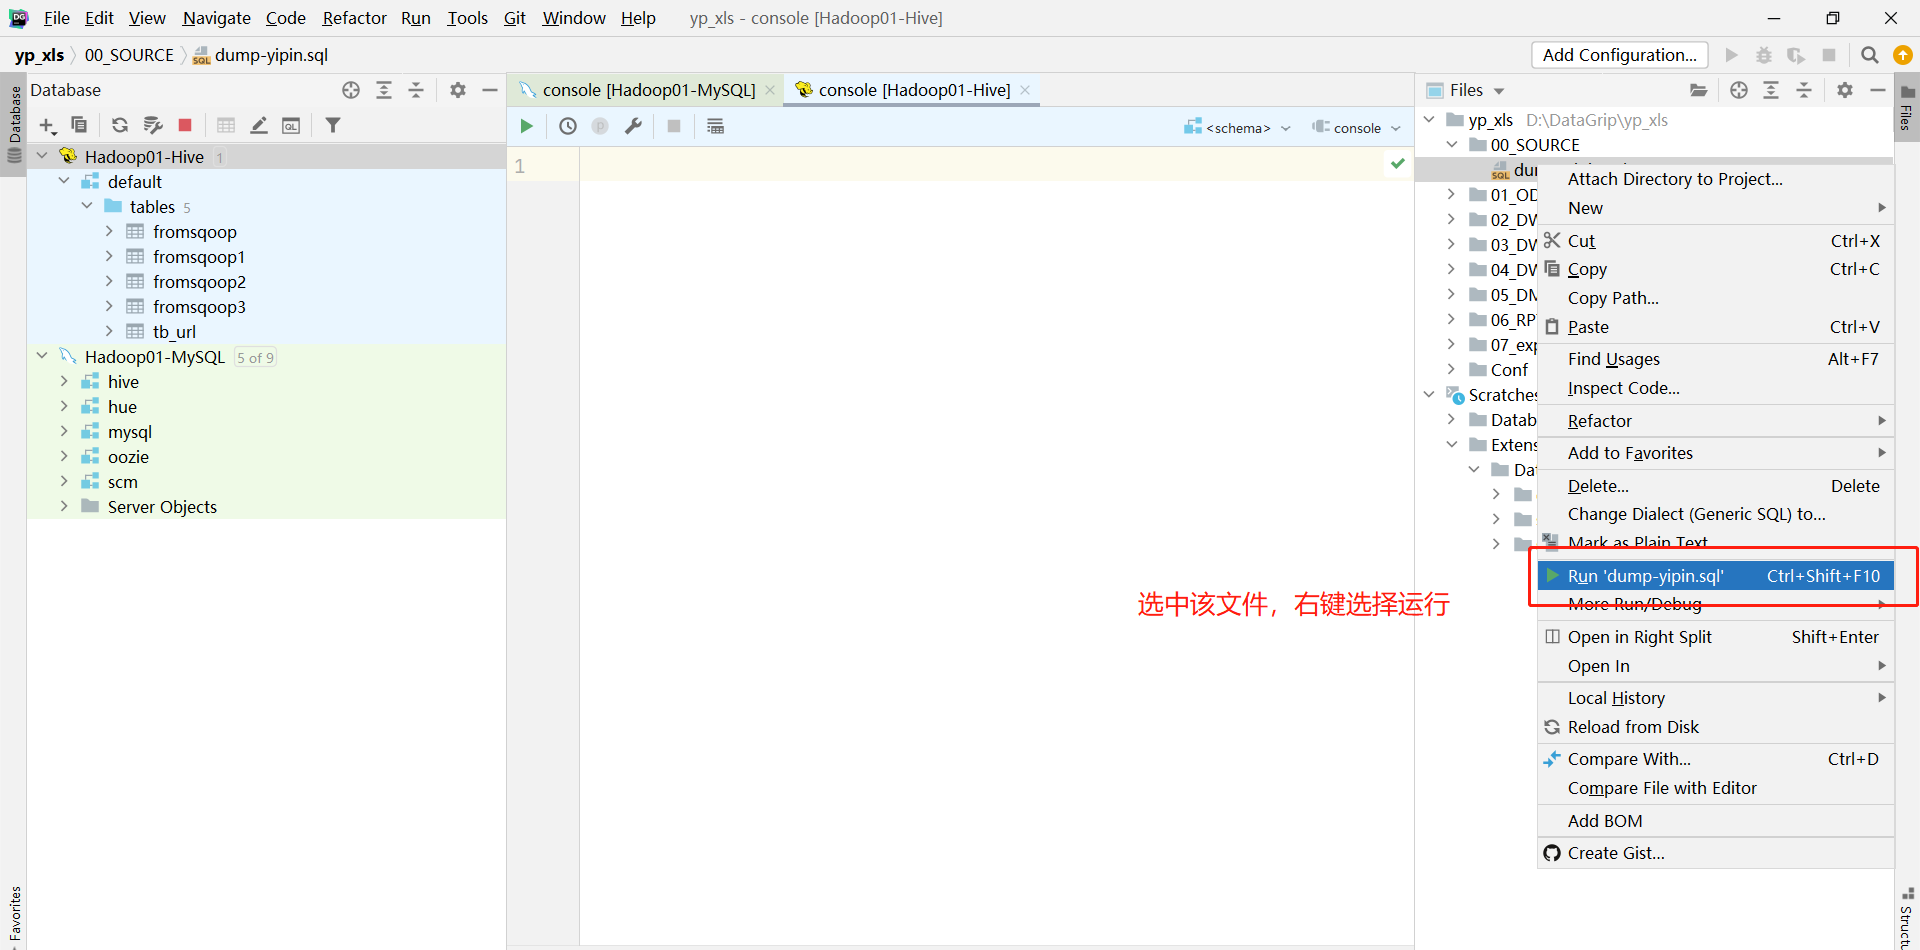 File Edit View Navigate Code Refactor Run Tools Git Window Help yp_xls - console [Hadoop01-Hive]
yp_xls 00_SOURCE dump-yipin.sql Add Configuration...
Database
Database
Favorites
Hadoop01-Hive 1
default
tables 5
fromsqoop
fromsqoop1
fromsqoop2
fromsqoop3
tb_url
Hadoop01-MySQL 5 of 9
hive
hue
mysql
oozie
scm
Server Objects
console [Hadoop01-MySQL] console [Hadoop01-Hive]
<schema> console
1
选中该文件，右键选择运行
Files
Files
yp_xls D:\DataGrip\yp_xls
00_SOURCE
01_OD
02_DW
03_DW
04_DW
05_DM
06_RP
07_exp
Conf
Scratches
Datab
Extens
Dat
Attach Directory to Project...
New
Cut Ctrl+X
Copy Ctrl+C
Copy Path...
Paste Ctrl+V
Find Usages Alt+F7
Inspect Code...
Refactor
Add to Favorites
Delete... Delete
Change Dialect (Generic SQL) to...
Mark as Plain Text
Run 'dump-yipin.sql' Ctrl+Shift+F10
More Run/Debug
Open in Right Split Shift+Enter
Open In
Local History
Reload from Disk
Compare With... Ctrl+D
Compare File with Editor
Add BOM
Create Gist...